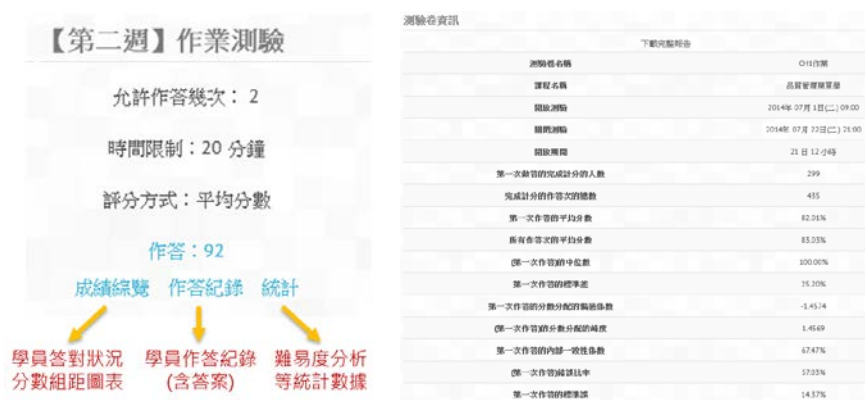 【第二週】作業測驗
允許作答幾次：2
時間限制：20 分鐘
評分方式：平均分數
作答：92
成績綜覽 作答紀錄 統計
學員答對狀況
分數組距圖表
學員作答紀錄
(含答案)
難易度分析
等統計數據
測驗卷資訊
下載完整報告
測驗卷名稱 CH1作業
課程名稱 品質管理簡單學
開放測驗 2014年 07月 1日(二) 09:00
關閉測驗 2014年 07月 22日(二) 21:00
開放期間 21 日 12 小時
第一次作答的完成計分的人數 299
完成計分的作答次的總數 435
第一次作答的平均分數 82.01%
所有作答次的平均分數 83.03%
(第一次作答)的中位數 100.00%
第一次作答的標準差 25.20%
第一次作答的分數分配的偏態係數 -1.4574
(第一次作答)的分數分配的峰度 1.4569
第一次作答的內部一致性係數 67.47%
(第一次作答)錯誤比率 57.03%
第一次作答的標準誤 14.37%